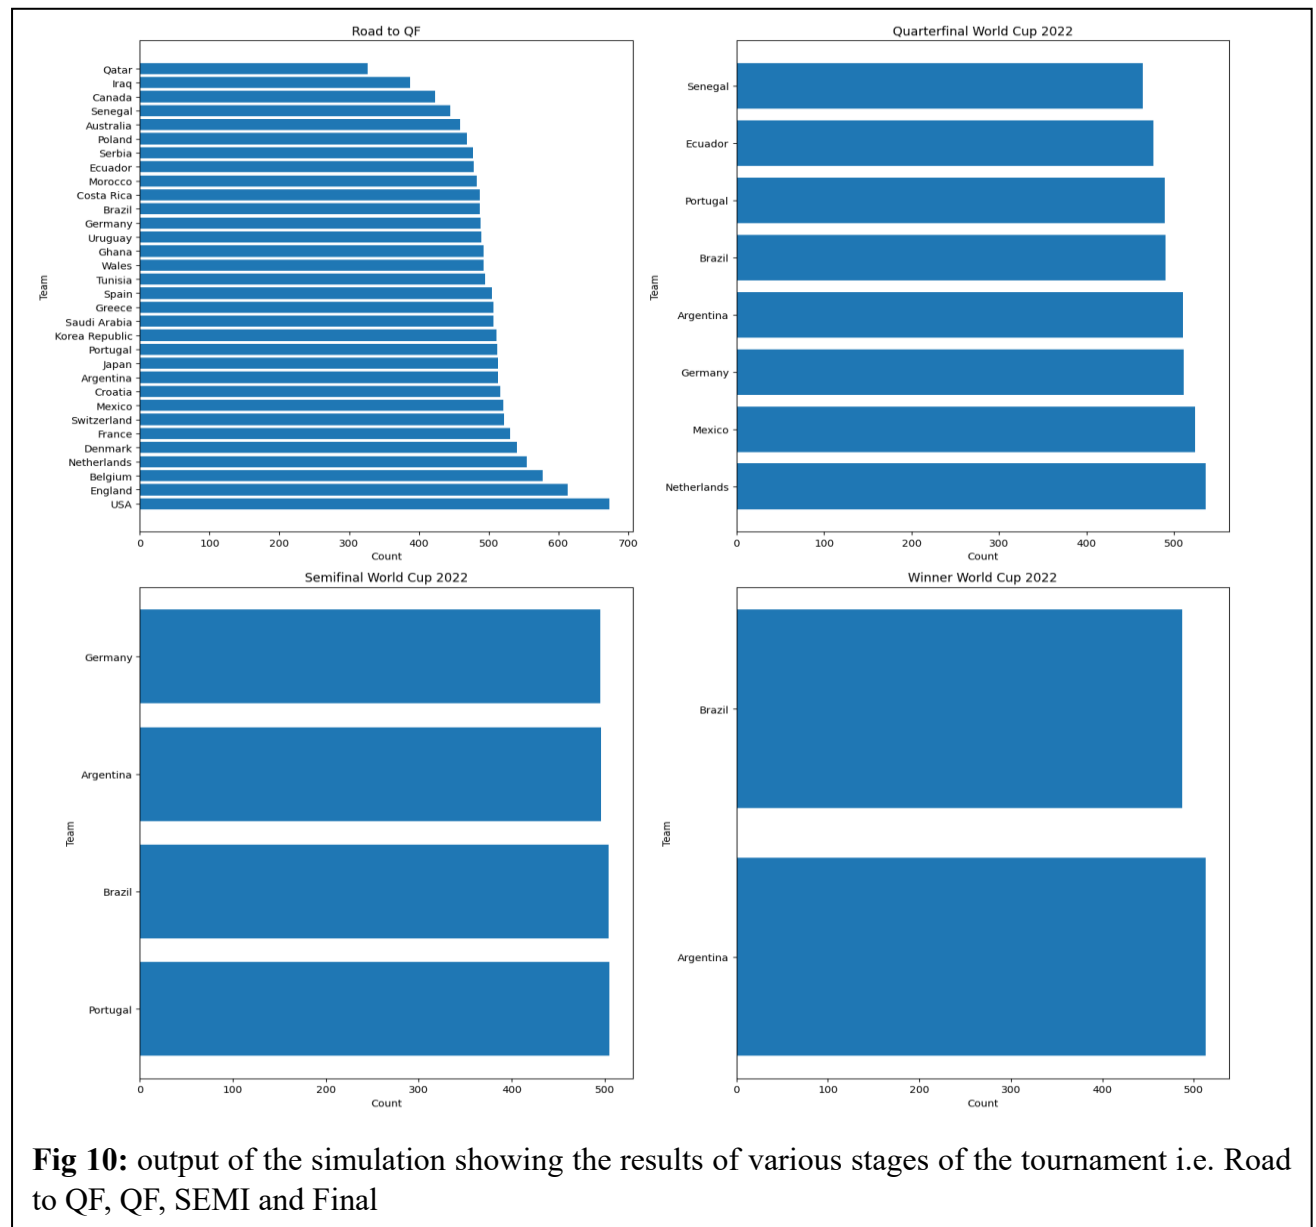 Road to QF
Qatar
Iraq
Canada
Senegal
Australia
Poland
Serbia
Ecuador
Morocco
Costa Rica
Brazil
Germany
Uruguay
Ghana
Wales
Tunisia
Spain
Greece
Saudi Arabia
Korea Republic
Portugal
Japan
Argentina
Croatia
Mexico
Switzerland
France
Denmark
Netherlands
Belgium
England
USA
Team
0 100 200 300 400 500 600 700
Count
Quarterfinal World Cup 2022
Senegal
Ecuador
Portugal
Brazil
Argentina
Germany
Mexico
Netherlands
Team
0 100 200 300 400 500
Count
Semifinal World Cup 2022
Germany
Argentina
Brazil
Portugal
Team
0 100 200 300 400 500
Count
Winner World Cup 2022
Brazil
Argentina
Team
0 100 200 300 400 500
Count
Fig 10: output of the simulation showing the results of various stages of the tournament i.e. Road
to QF, QF, SEMI and Final